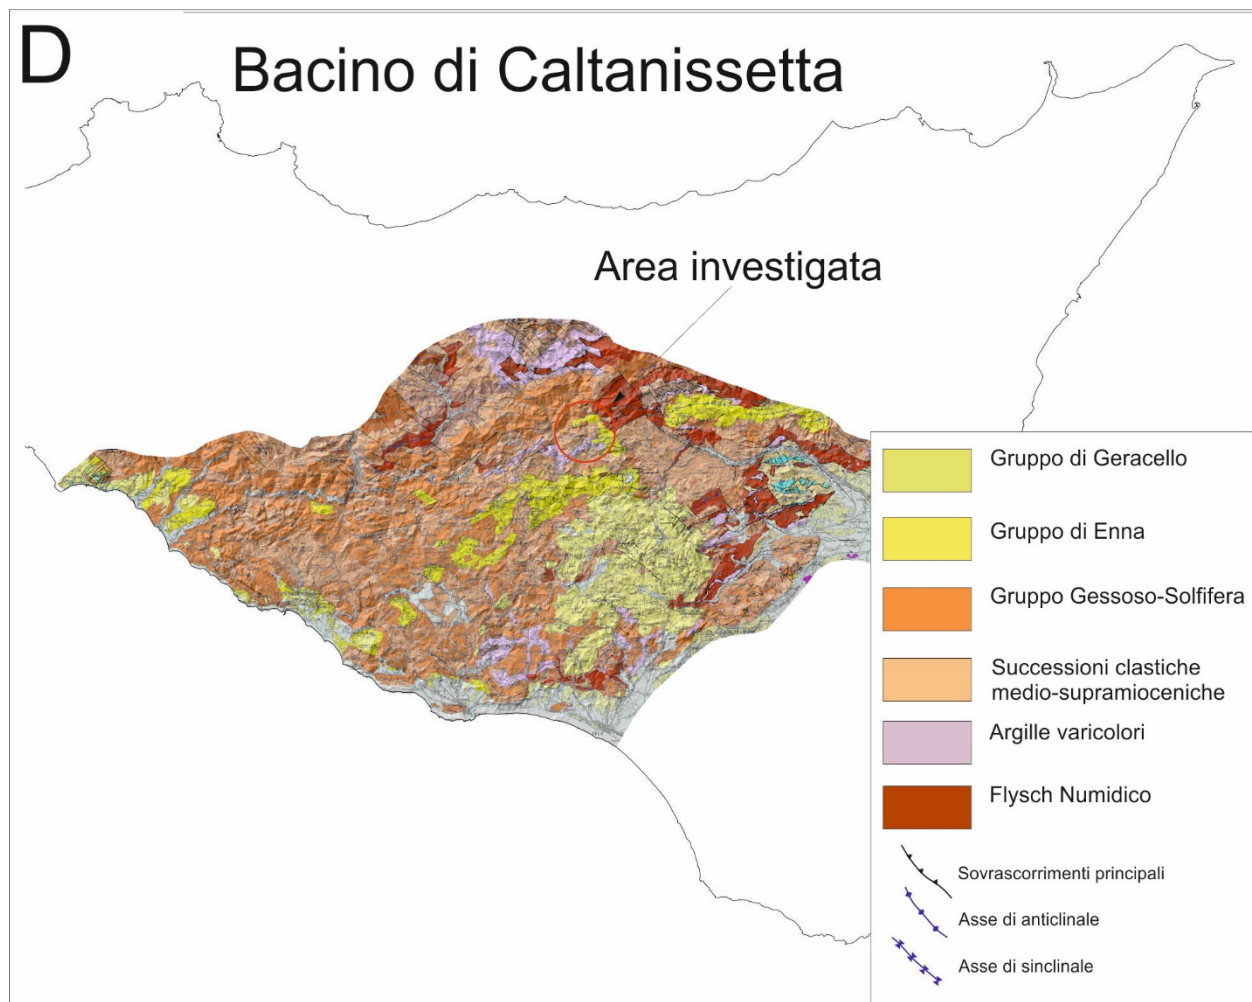 D
Bacino di Caltanissetta
Area investigata
Gruppo di Geracello
Gruppo di Enna
Gruppo Gessoso-Solfifera
Successioni clastiche
medio-supramioceniche
Argille varicolori
Flysch Numidico
Sovrascorrimenti principali
Asse di anticlinale
Asse di sinclinale